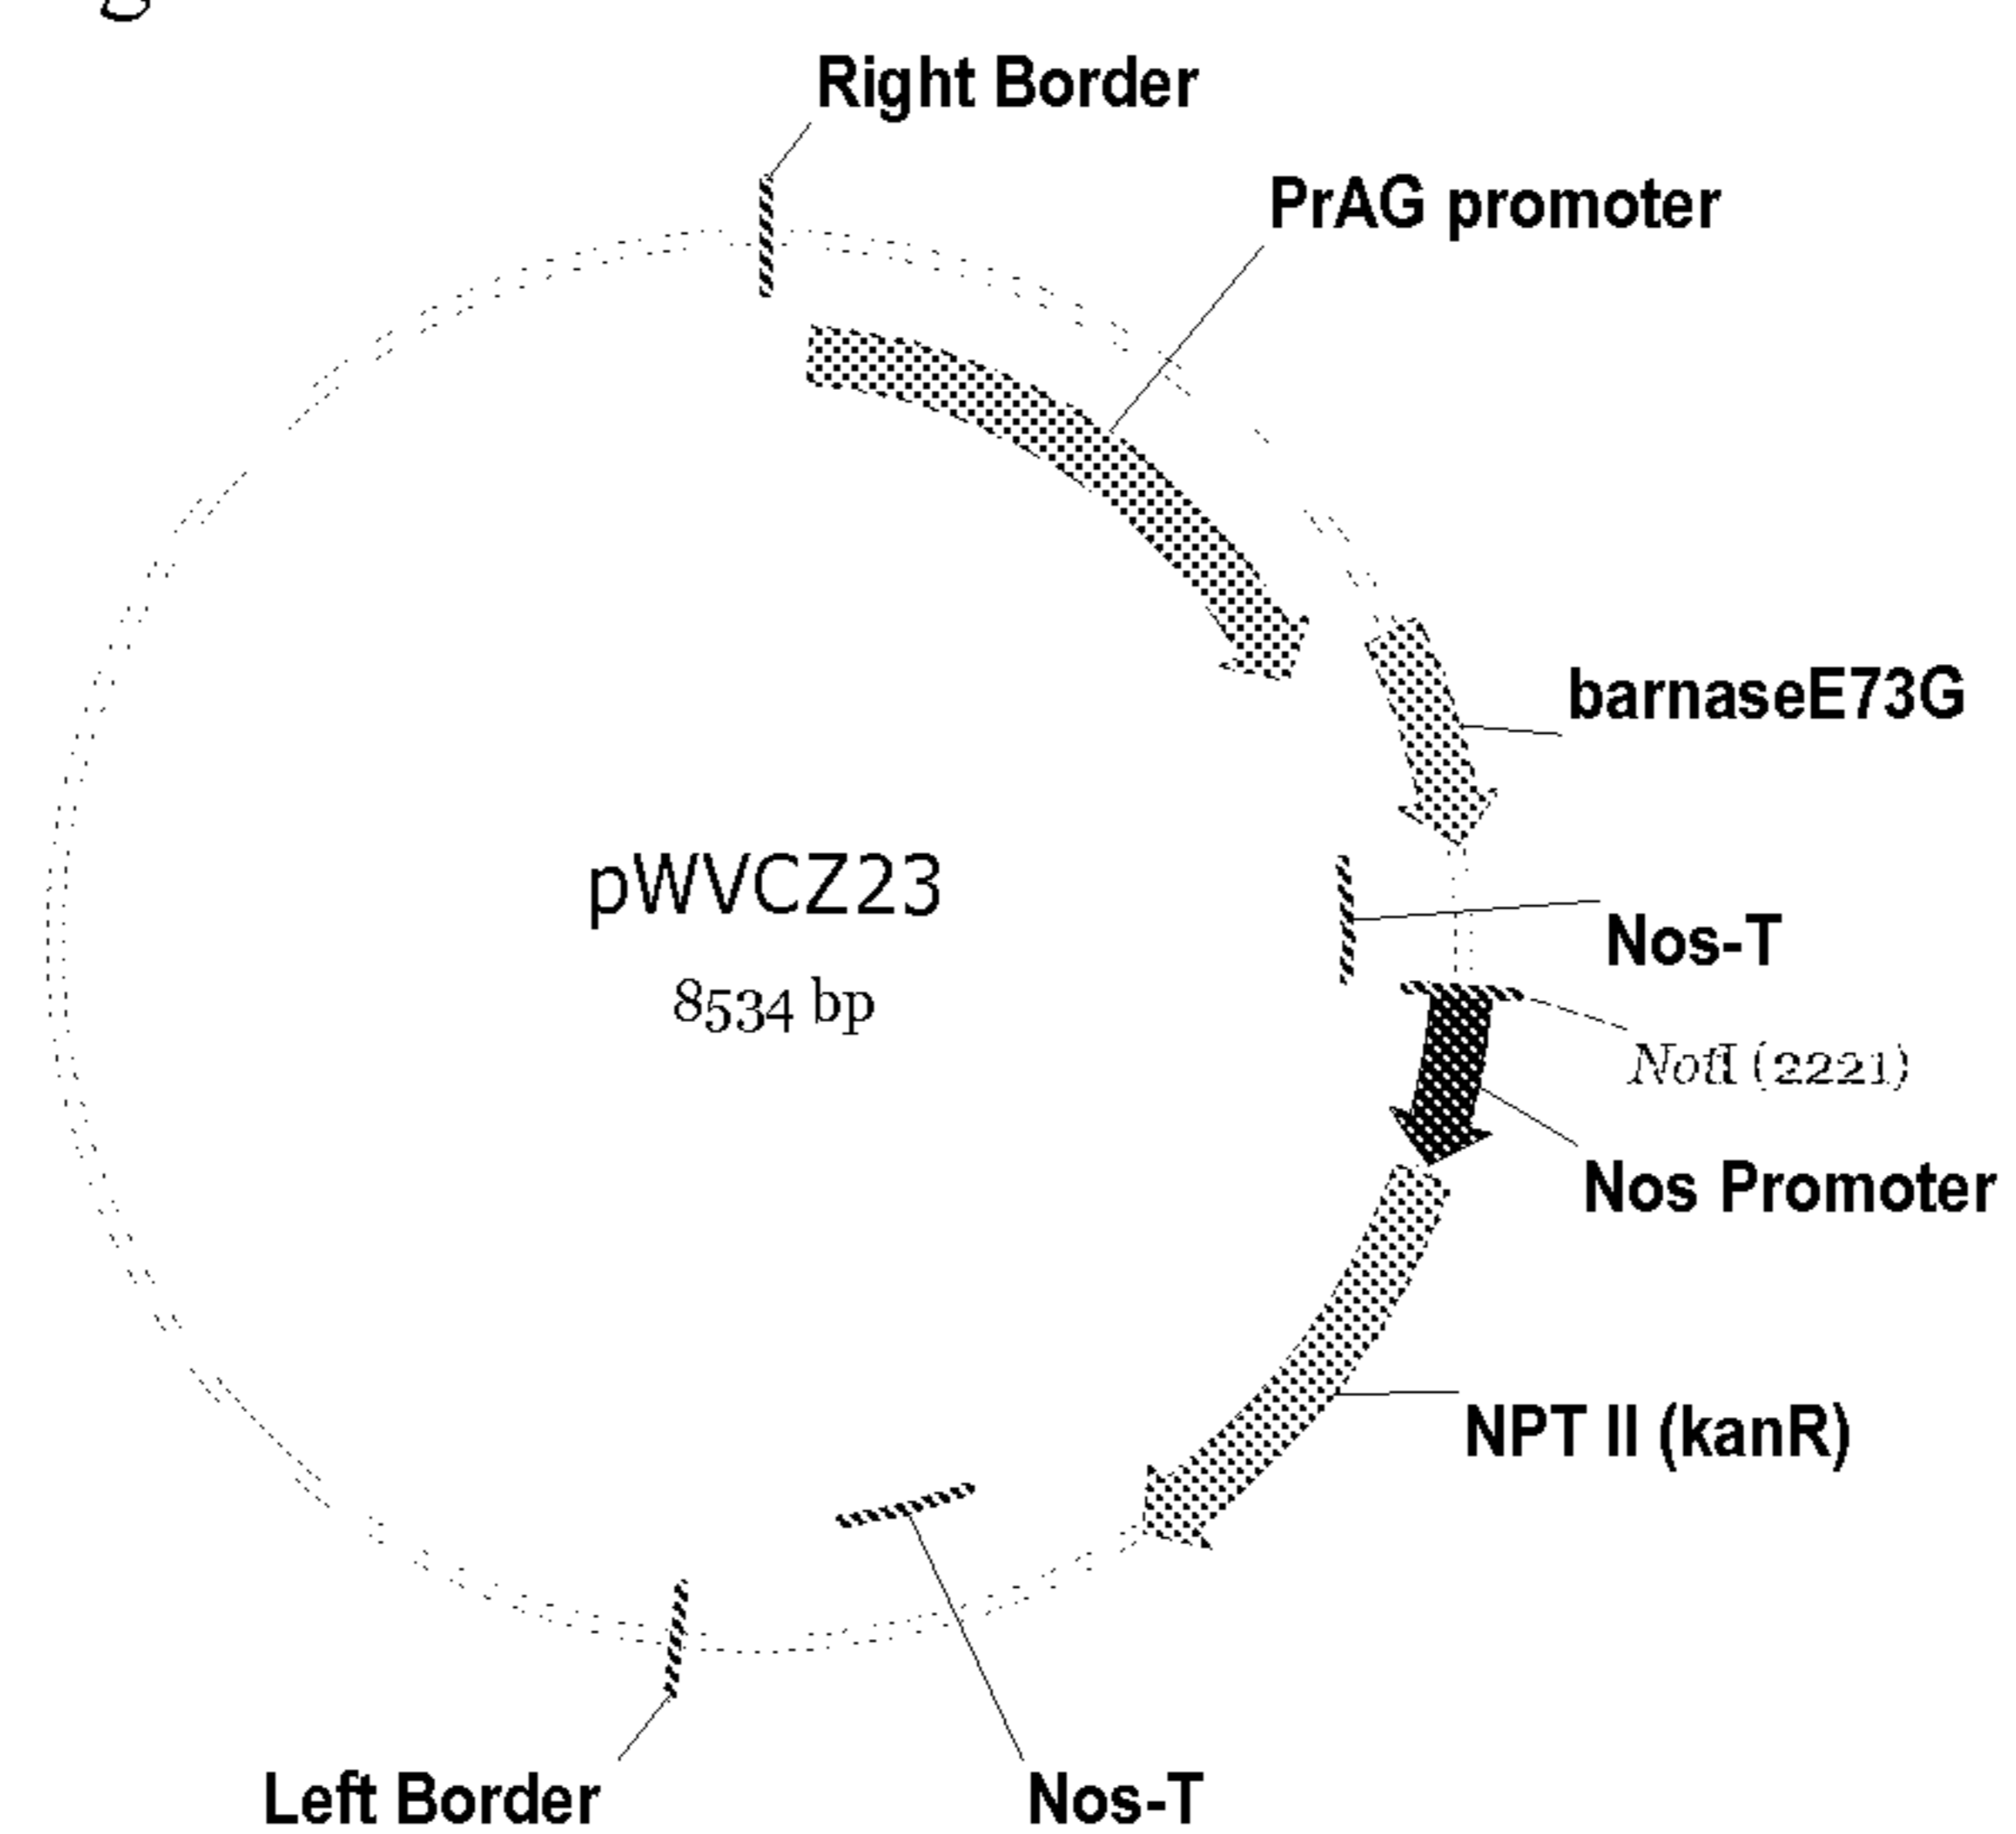 Right Border
PrAG promoter
barnaseE73G
pWVCZ23
8534 bp
Nos-T
NotI (2221)
Nos Promoter
NPT II (kanR)
Left Border
Nos-T